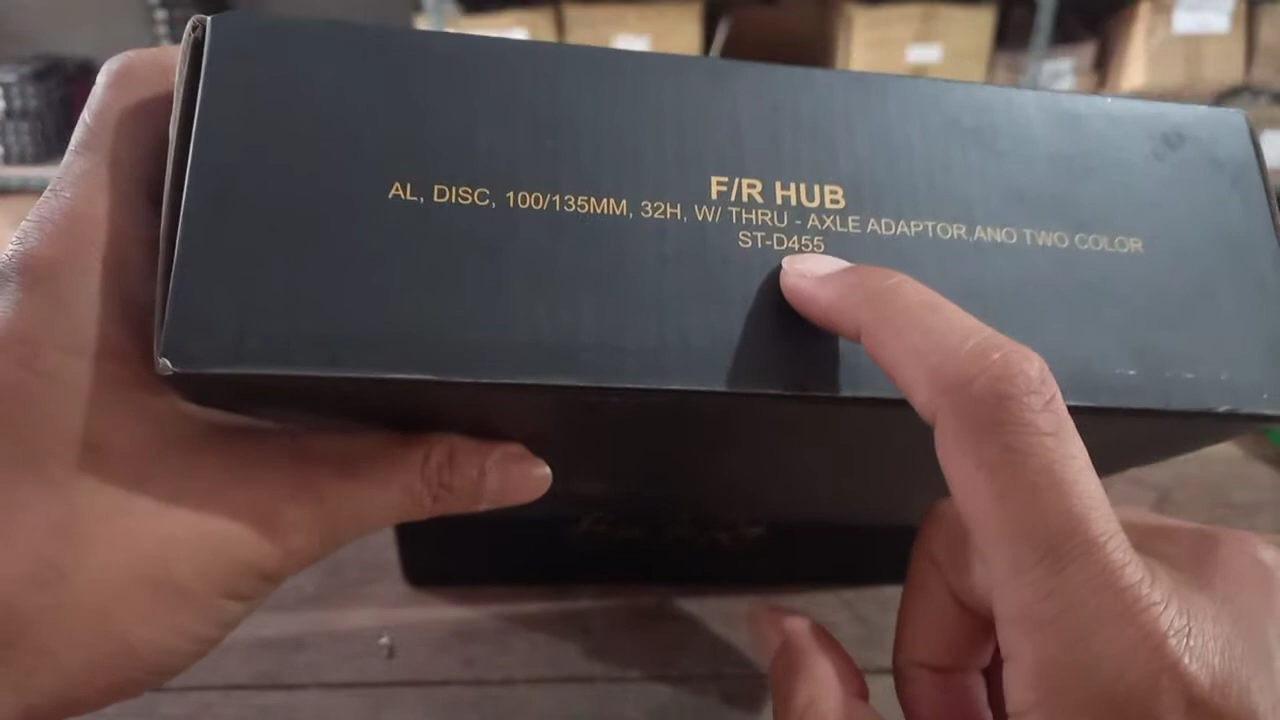 F/R HUB
AL, DISC, 100/135MM, 32H, W/ THRU - AXLE ADAPTOR,ANO TWO COLOR
ST-D455